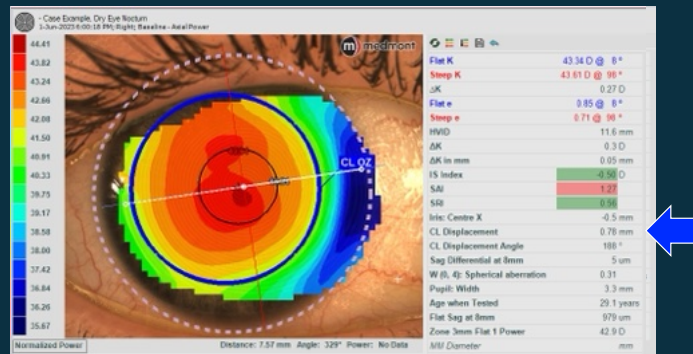 - Case Example, Dry Eye Noctum
1-Jun-2023 6:00:18 PM; Right; Baseline - Axial Power
m medmont
44.41
43.82
43.24
42.66
42.08
41.50
40.91
40.33
39.75
39.17
38.58
38.00
37.42
36.84
36.26
35.67
CL OZ
Flat K 43.34 D @ 8°
Steep K 43.61 D @ 98°
ΔK 0.27 D
Flat e 0.85 @ 8°
Steep e 0.71 @ 98°
HVID 11.6 mm
ΔK 0.3 D
ΔK in mm 0.05 mm
IS Index -0.50 D
SAI 1.27
SRI 0.56
Iris: Centre X -0.5 mm
CL Displacement 0.78 mm
CL Displacement Angle 188 °
Sag Differential at 8mm 5 um
W (0, 4): Spherical aberration 0.31
Pupil: Width 3.3 mm
Age when Tested 29.1 years
Flat Sag at 8mm 979 um
Zone 3mm Flat 1 Power 42.9 D
MM Diameter mm
Normalized Power
Distance: 7.57 mm Angle: 329° Power: No Data